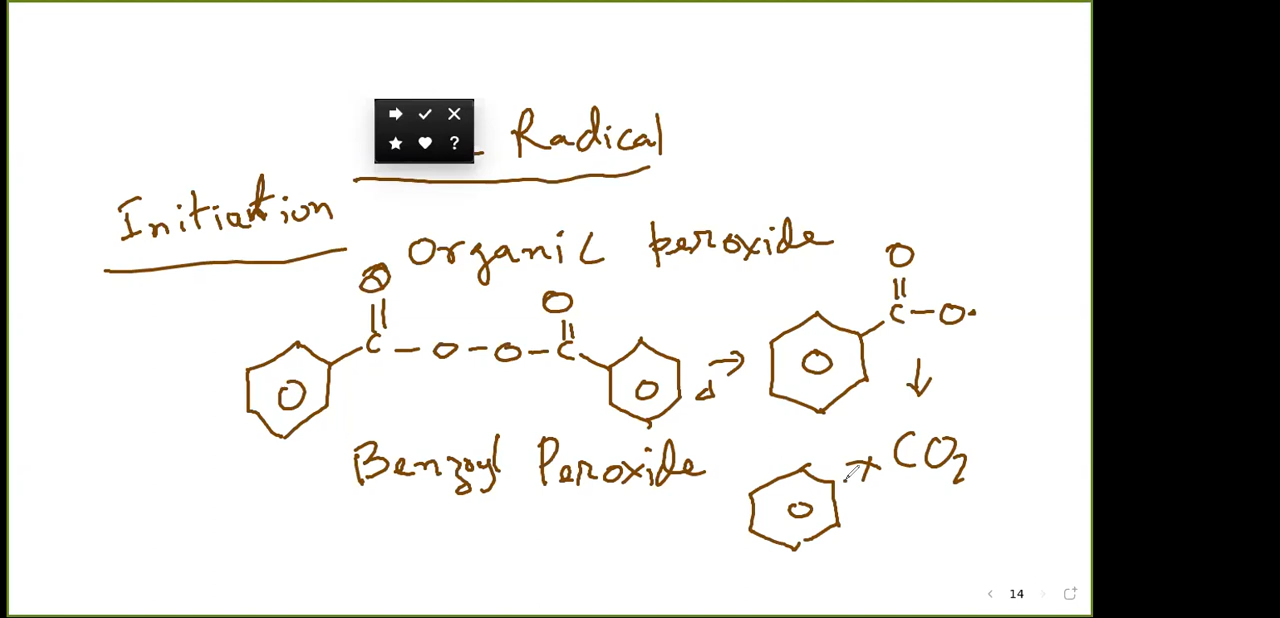 Radical
Initiation
Organic peroxide
O
O O
C - O·
C - O - O - C
O O O
Δ
Benzoyl Peroxide
+ CO2
O
14